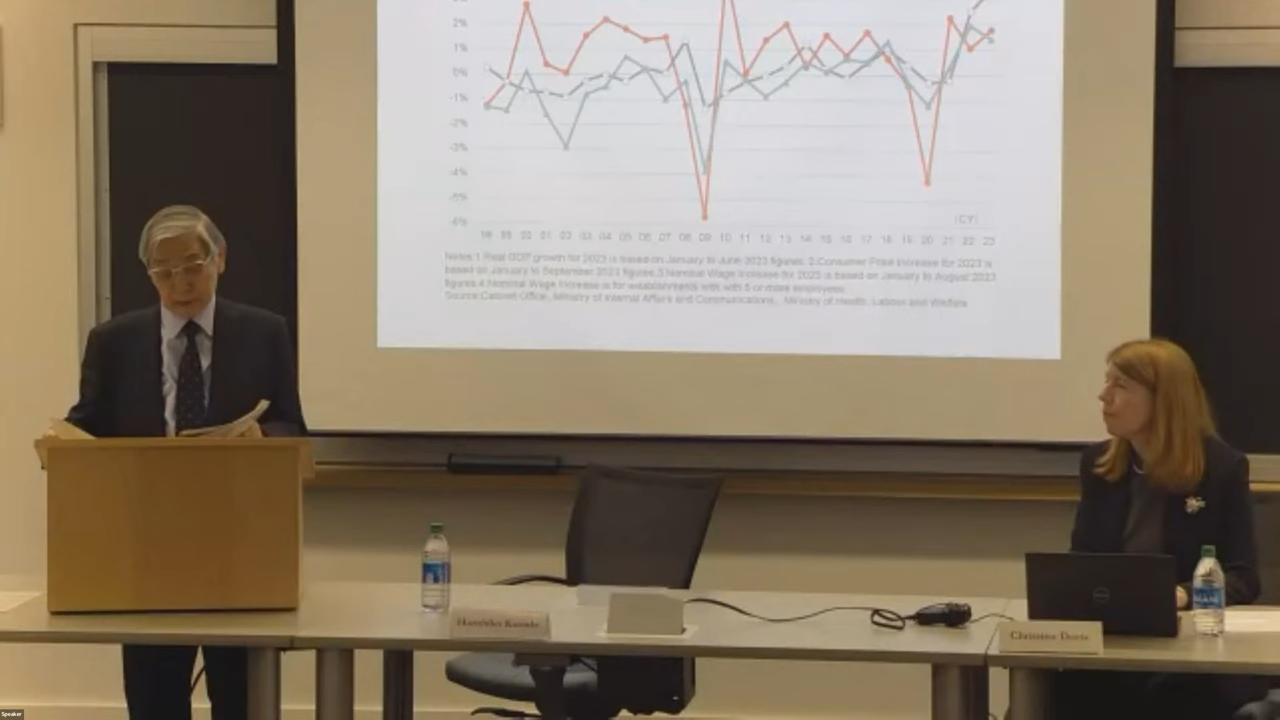 2%
1%
0%
-1%
-2%
-3%
-4%
-5%
-6%
(CY)
98 99 00 01 02 03 04 05 06 07 08 09 10 11 12 13 14 15 16 17 18 19 20 21 22 23
Notes:1.Real GDP growth for 2023 is based on January to June 2023 figures. 2.Consumer Price Increase for 2023 is
based on January to September 2023 figures.3.Nominal Wage Increase for 2023 is based on January to August 2023
figures.4.Nominal Wage Increase is for establishments with with 5 or more employees.
Source:Cabinet Office, Ministry of Internal Affairs and Communications, Ministry of Health, Labour and Welfare
Haruhiko Kuroda
Christina Davis
DELL
Speaker